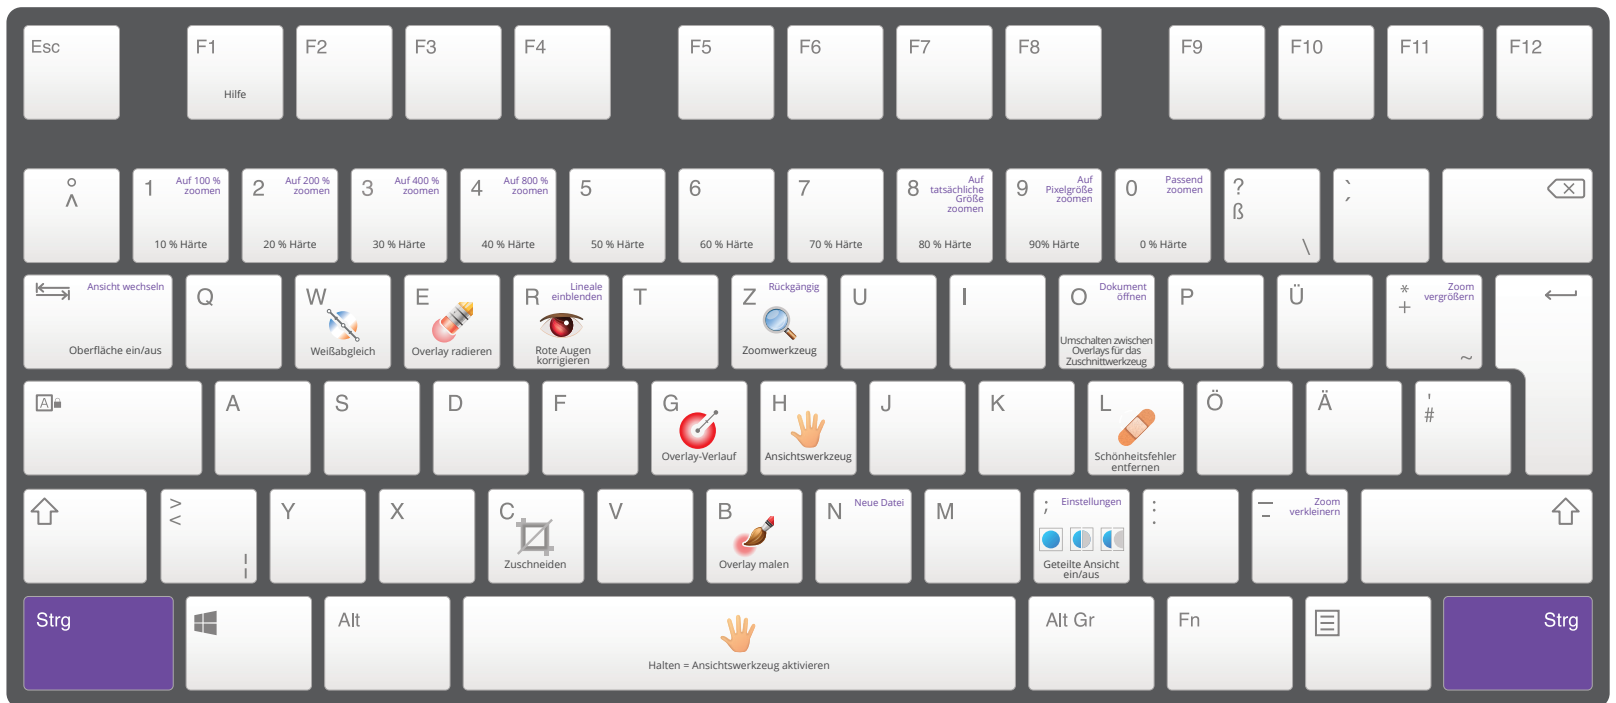 Esc
F1
Hilfe
F2
F3
F4
F5
F6
F7
F8
F9
F10
F11
F12
°
^
1
Auf 100 %
zoomen
10 % Härte
2
Auf 200 %
zoomen
20 % Härte
3
Auf 400 %
zoomen
30 % Härte
4
Auf 800 %
zoomen
40 % Härte
5
50 % Härte
6
60 % Härte
7
70 % Härte
8
Auf
tatsächliche
Größe
zoomen
80 % Härte
9
Auf
Pixelgröße
zoomen
90% Härte
0
Passend
zoomen
0 % Härte
?
ß
\
`
´
Ansicht wechseln
Oberfläche ein/aus
Q
W
Weißabgleich
E
Overlay radieren
R
Lineale
einblenden
Rote Augen
korrigieren
T
Z
Rückgängig
Zoomwerkzeug
U
I
O
Dokument
öffnen
Umschalten zwischen
Overlays für das
Zuschnittwerkzeug
P
Ü
*
+
Zoom
vergrößern
~
A
A
S
D
F
G
Overlay-Verlauf
H
Ansichtswerkzeug
J
K
L
Schönheitsfehler
entfernen
Ö
Ä
'
#
>
<
¦
Y
X
C
Zuschneiden
V
B
Overlay malen
N
Neue Datei
M
;
Einstellungen
Geteilte Ansicht
ein/aus
:
.
—
-
Zoom
verkleinern
Strg
Alt
Halten = Ansichtswerkzeug aktivieren
Alt Gr
Fn
Strg